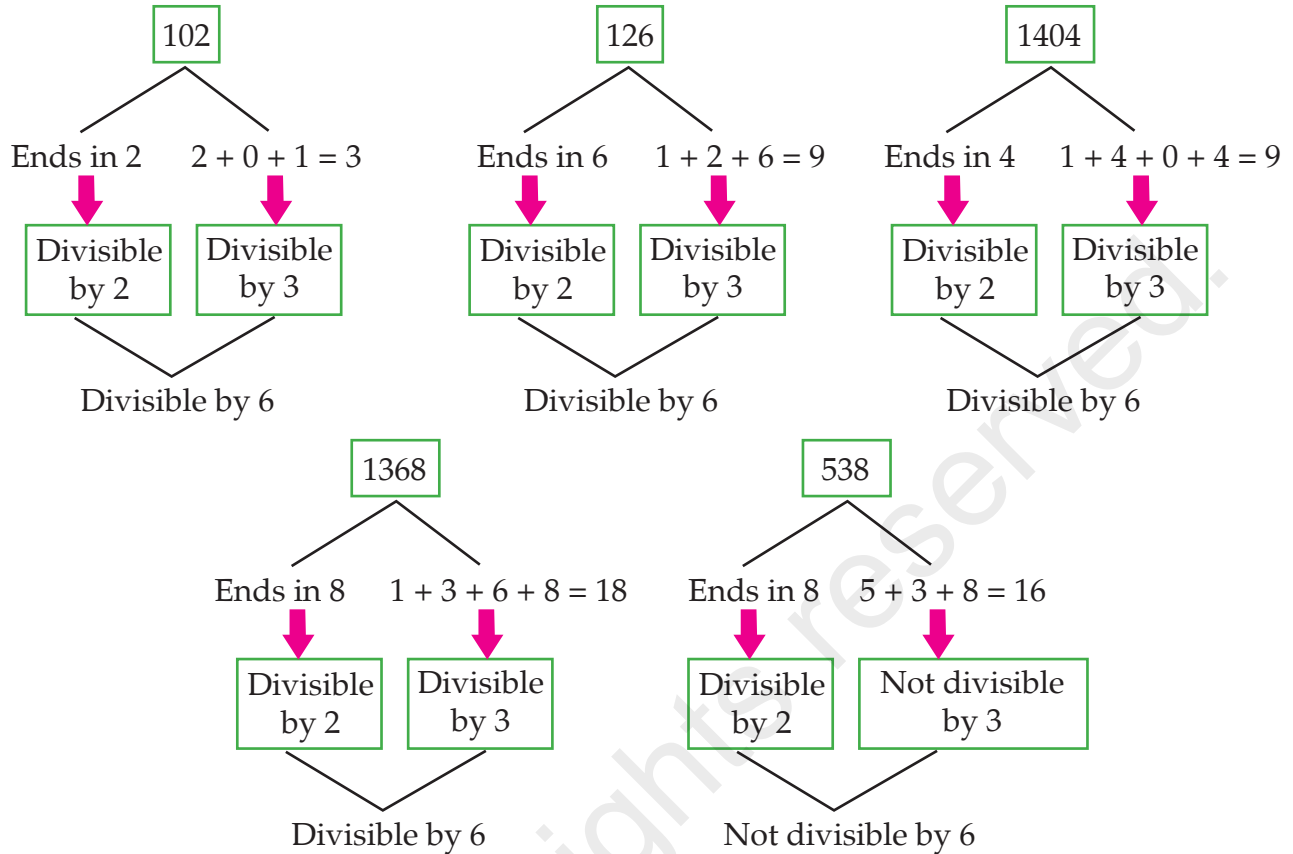 102
126
1404
Ends in 2
2 + 0 + 1 = 3
Ends in 6
1 + 2 + 6 = 9
Ends in 4
1 + 4 + 0 + 4 = 9
Divisible
by 2
Divisible
by 3
Divisible
by 2
Divisible
by 3
Divisible
by 2
Divisible
by 3
Divisible by 6
Divisible by 6
Divisible by 6
1368
538
Ends in 8
1 + 3 + 6 + 8 = 18
Ends in 8
5 + 3 + 8 = 16
Divisible
by 2
Divisible
by 3
Divisible
by 2
Not divisible
by 3
Divisible by 6
Not divisible by 6
ights reserved.